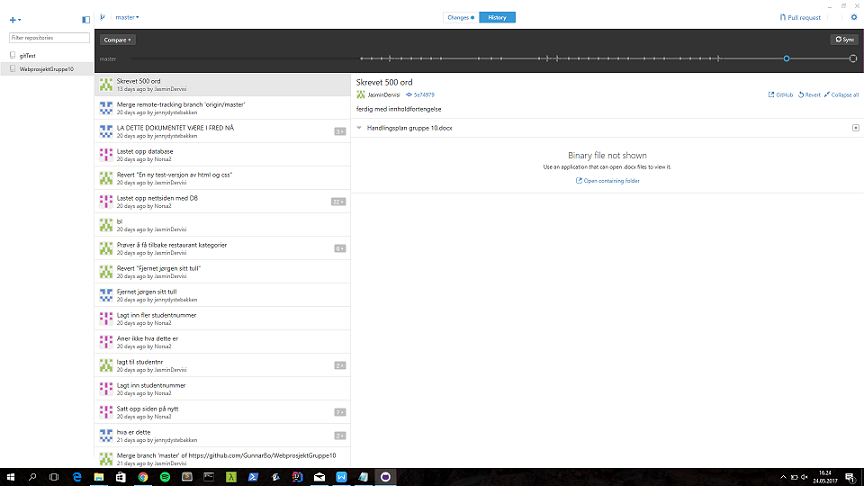 master
Changes
History
Pull request
Filter repositories
gitTest
WebprosjektGruppe10
Compare
Sync
master
Skrevet 500 ord
13 days ago by JasminDervisi
Merge remote-tracking branch 'origin/master'
20 days ago by jennydystebakken
LA DETTE DOKUMENTET VÆRE I FRED NÅ
20 days ago by jennydystebakken
3
Lastet opp database
20 days ago by Nona2
Revert "En ny test-versjon av html og css"
20 days ago by JasminDervisi
Lastet opp nettsiden med DB
20 days ago by Nona2
22
bl
20 days ago by JasminDervisi
Prøver å få tilbake restaurant kategorier
20 days ago by JasminDervisi
6
Revert "Fjernet jørgen sitt tull"
20 days ago by JasminDervisi
Fjernet jørgen sitt tull
20 days ago by jennydystebakken
Lagt inn fler studentnummer
20 days ago by Nona2
Aner ikke hva dette er
20 days ago by Nona2
lagt til studentnr
20 days ago by JasminDervisi
2
Lagt inn studentnummer
20 days ago by Nona2
Satt opp siden på nytt
20 days ago by Nona2
7
hva er dette
21 days ago by jennydystebakken
2
Merge branch 'master' of https://github.com/GunnarBo/WebprosjektGruppe10
21 days ago by JasminDervisi
Skrevet 500 ord
JasminDervisi
5e74979
GitHub
Revert
Collapse all
ferdig med innholdfortengelse
Handlingsplan gruppe 10.docx
Binary file not shown
Use an application that can open .docx files to view it.
Open containing folder
16.24
24.05.2017